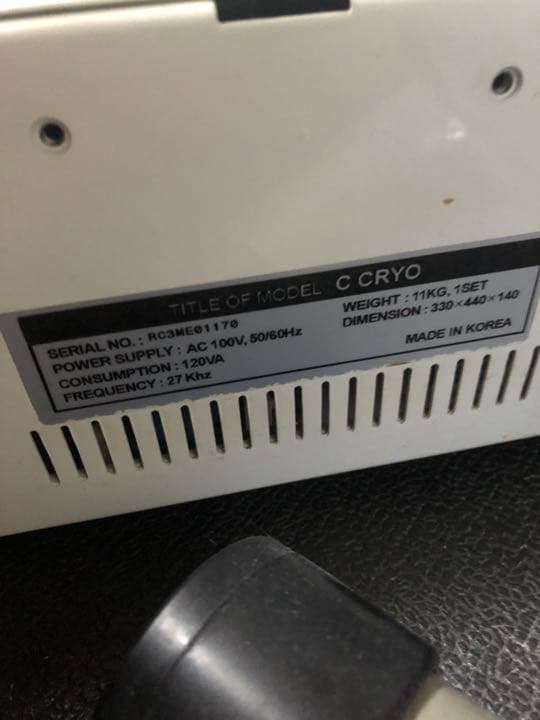 TITLE OF MODEL C CRYO
SERIAL NO. : RC3ME01170
POWER SUPPLY : AC 100V, 50/60Hz
CONSUMPTION : 120VA
FREQUENCY : 27 Khz
WEIGHT : 11KG, 1SET
DIMENSION : 330×440×140
MADE IN KOREA